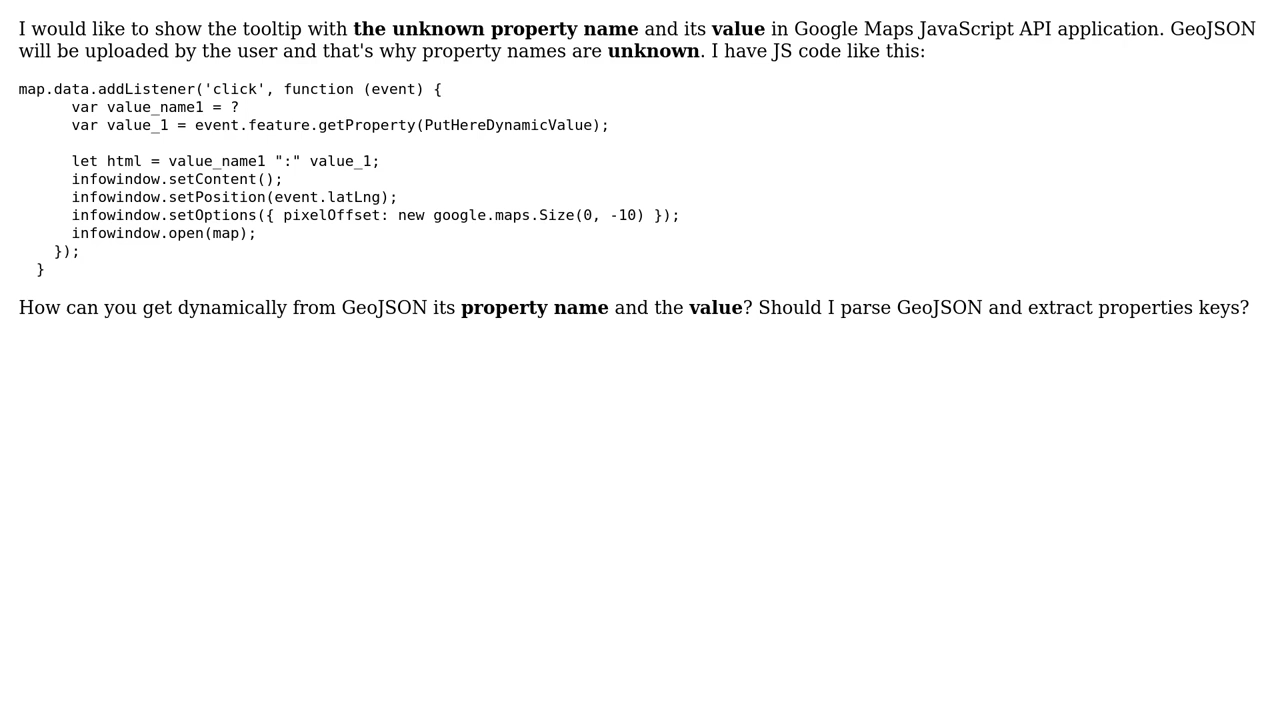 I would like to show the tooltip with the unknown property name and its value in Google Maps JavaScript API application. GeoJSON
will be uploaded by the user and that's why property names are unknown. I have JS code like this:
map.data.addListener('click', function (event) {
      var value_name1 = ?
      var value_1 = event.feature.getProperty(PutHereDynamicValue);
      let html = value_name1 ":" value_1;
      infowindow.setContent();
      infowindow.setPosition(event.latLng);
      infowindow.setOptions({ pixelOffset: new google.maps.Size(0, -10) });
      infowindow.open(map);
    });
  }
How can you get dynamically from GeoJSON its property name and the value? Should I parse GeoJSON and extract properties keys?